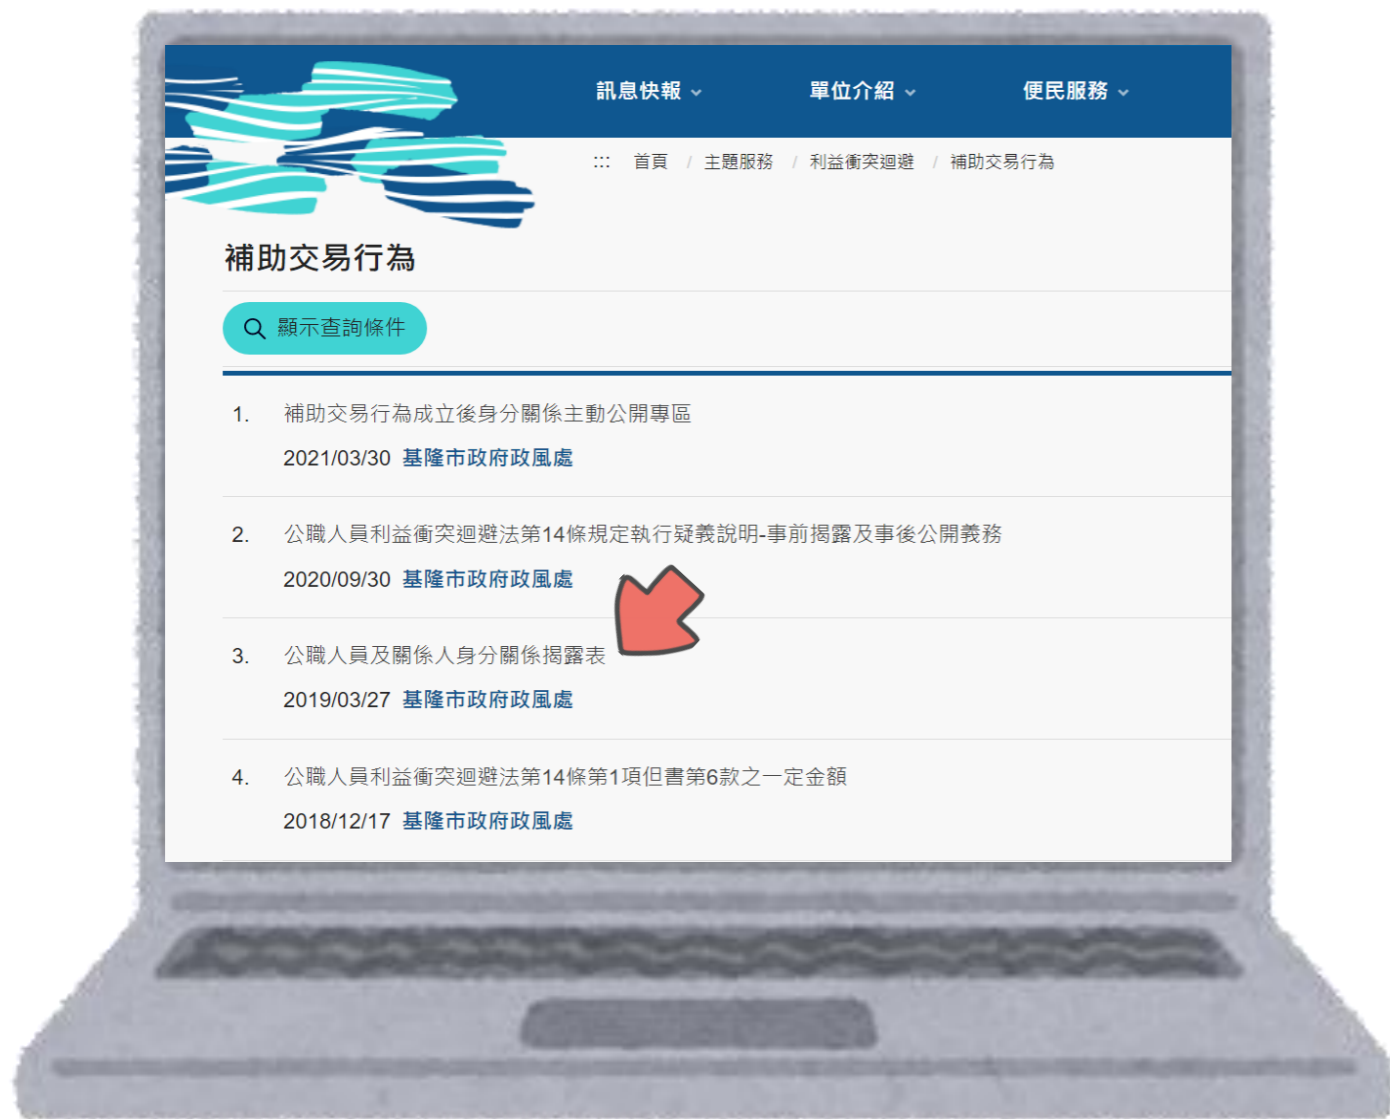 訊息快報 單位介紹 便民服務
::: 首頁 / 主題服務 / 利益衝突迴避 / 補助交易行為
補助交易行為
顯示查詢條件
1. 補助交易行為成立後身分關係主動公開專區
2021/03/30 基隆市政府政風處
2. 公職人員利益衝突迴避法第14條規定執行疑義說明-事前揭露及事後公開義務
2020/09/30 基隆市政府政風處
3. 公職人員及關係人身分關係揭露表
2019/03/27 基隆市政府政風處
4. 公職人員利益衝突迴避法第14條第1項但書第6款之一定金額
2018/12/17 基隆市政府政風處